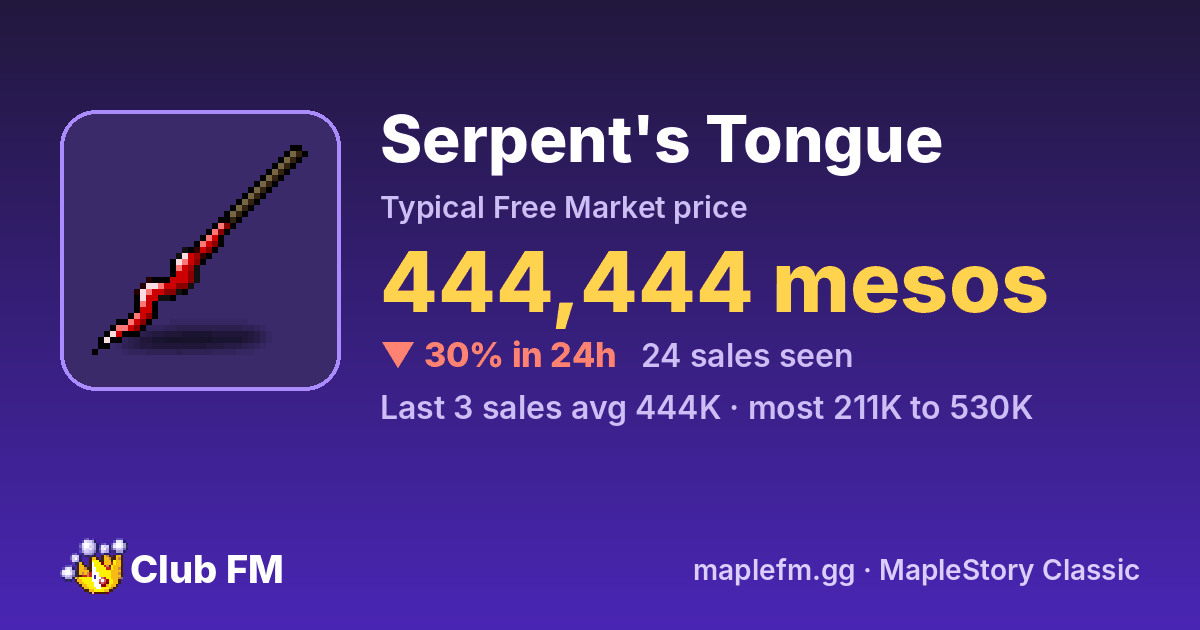 Serpent's Tongue
Typical Free Market price
444,444 mesos
▼ 30% in 24h 24 sales seen
Last 3 sales avg 444K · most 211K to 530K
Club FM
maplefm.gg · MapleStory Classic